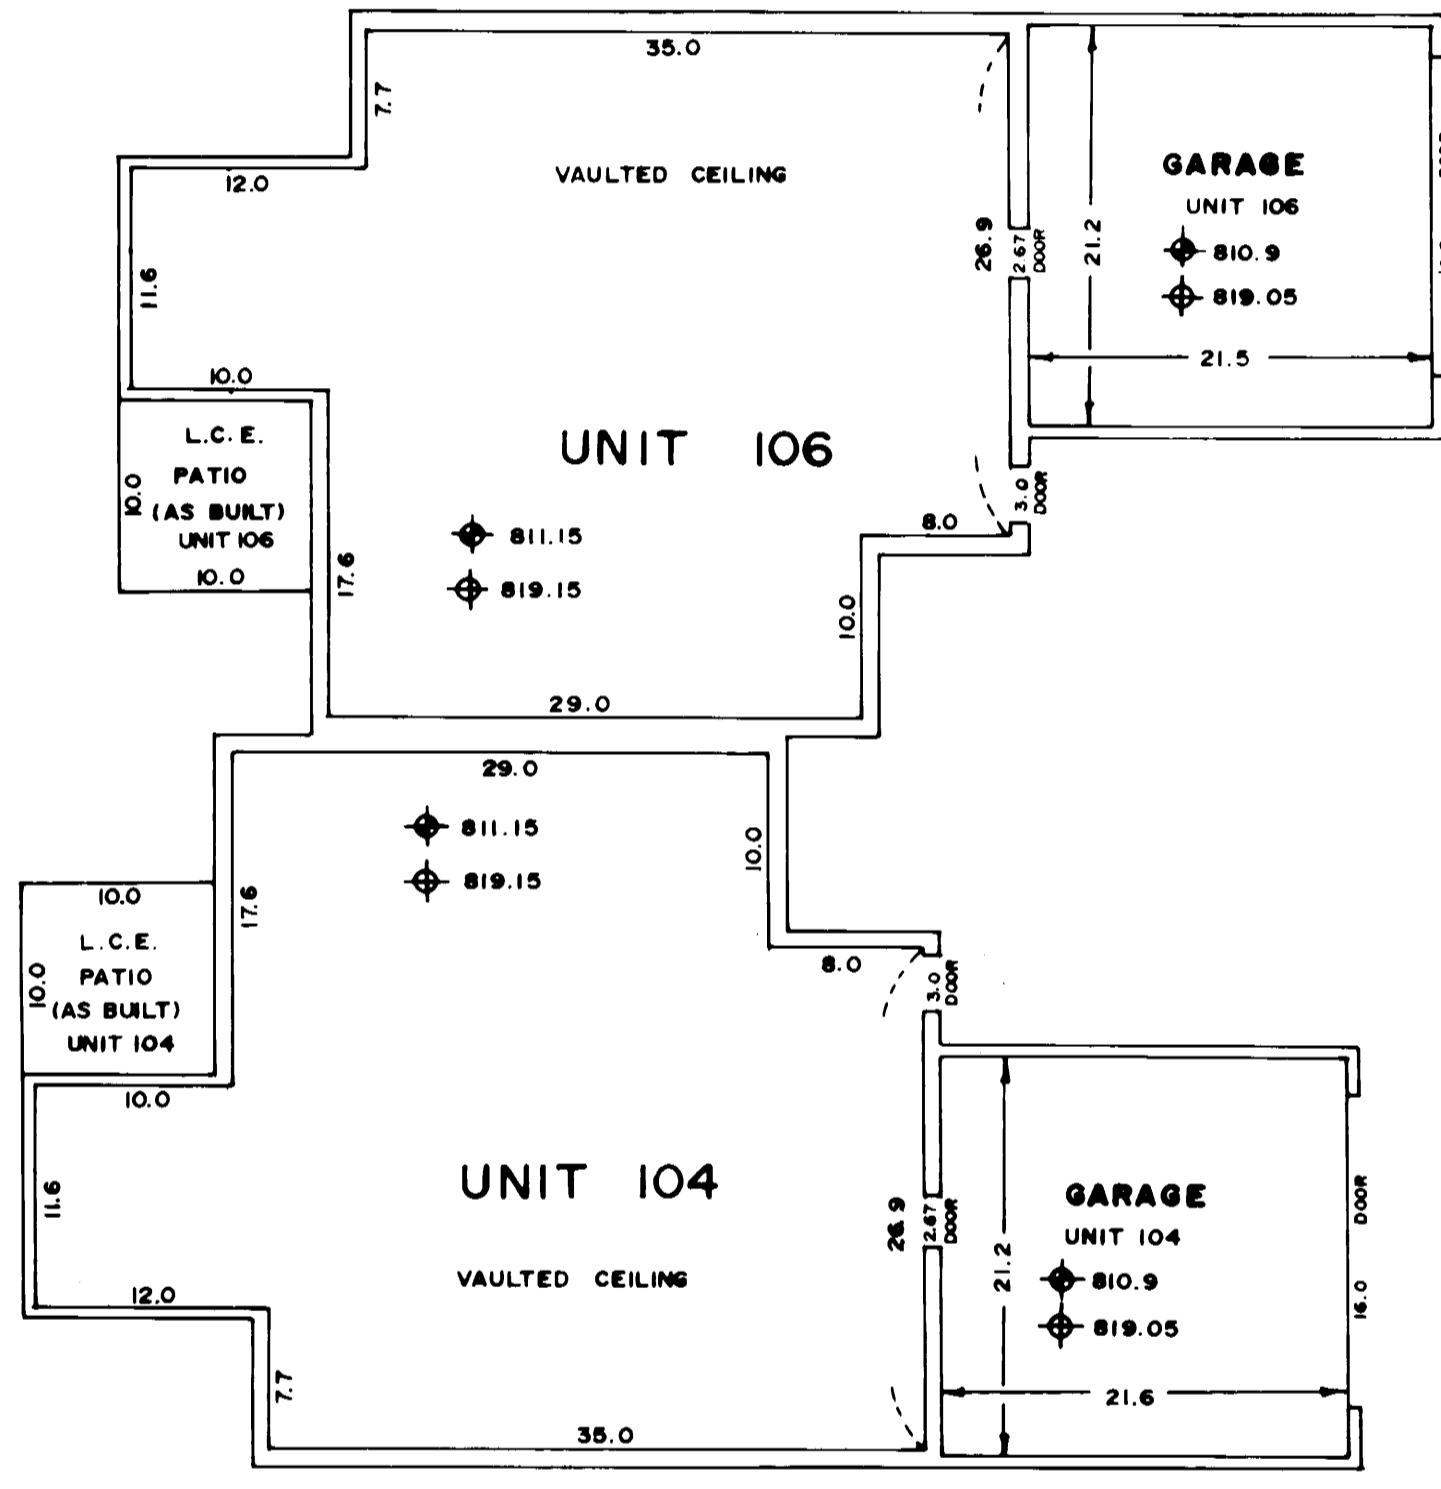 35.0
7.7
VAULTED CEILING
GARAGE
UNIT 106
12.0
26.9
2.67
DOOR
21.2
810.9
11.6
819.05
21.5
10.0
L.C.E.
PATIO
(AS BUILT)
UNIT 106
10.0
10.0
UNIT 106
3.0
DOOR
8.0
811.15
819.15
17.6
10.0
29.0
29.0
811.15
10.0
819.15
10.0
17.6
L.C.E.
PATIO
(AS BUILT)
UNIT 104
10.0
8.0
3.0
DOOR
10.0
11.6
UNIT 104
26.9
2.67
DOOR
GARAGE
UNIT 104
21.2
810.9
819.05
DOOR
16.0
VAULTED CEILING
12.0
7.7
21.6
35.0